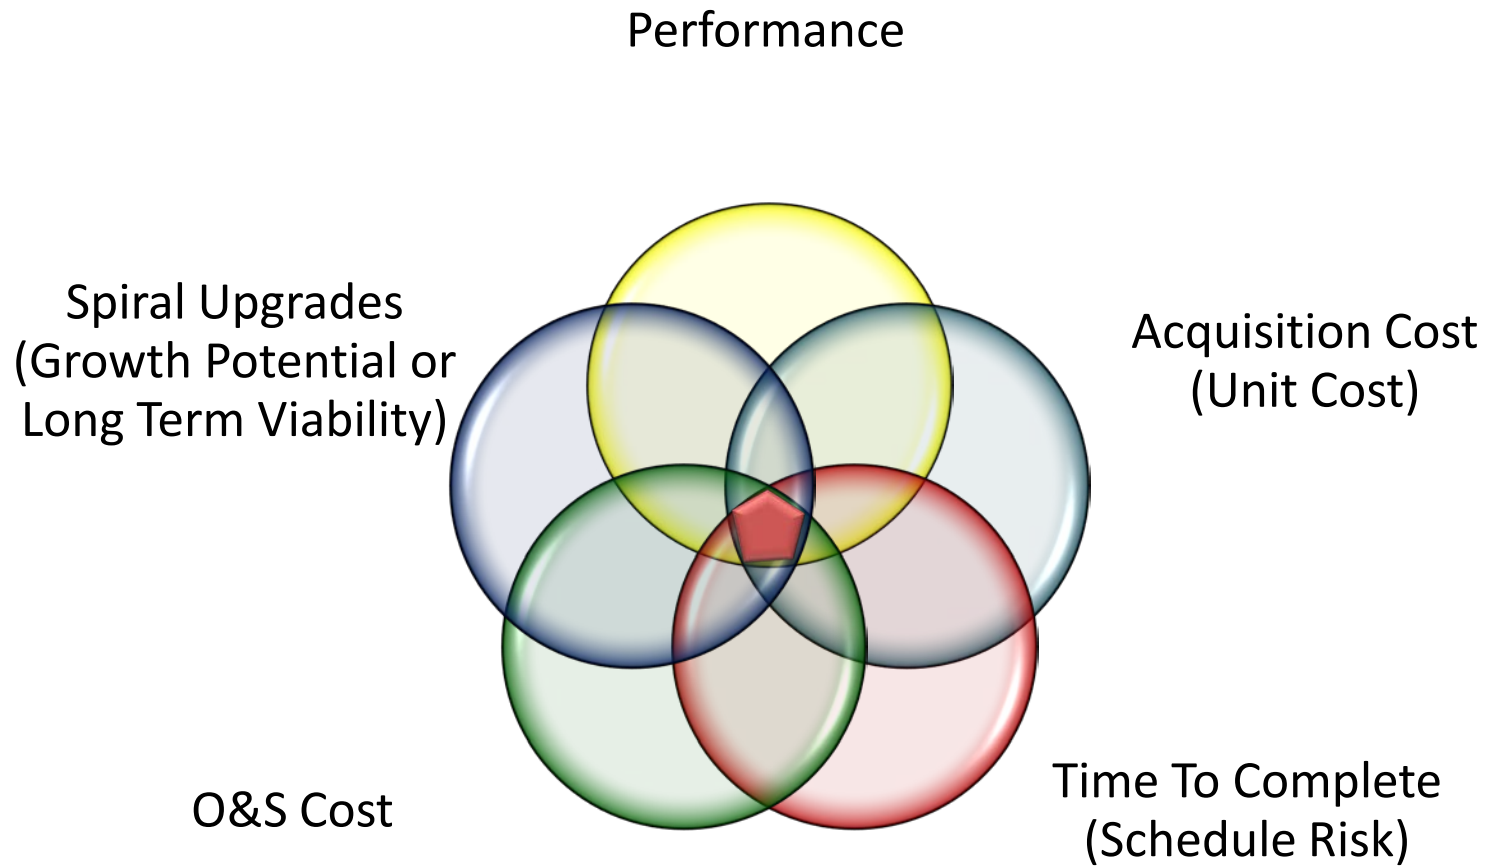 Performance
Spiral Upgrades
(Growth Potential or
Long Term Viability)
Acquisition Cost
(Unit Cost)
O&S Cost
Time To Complete
(Schedule Risk)